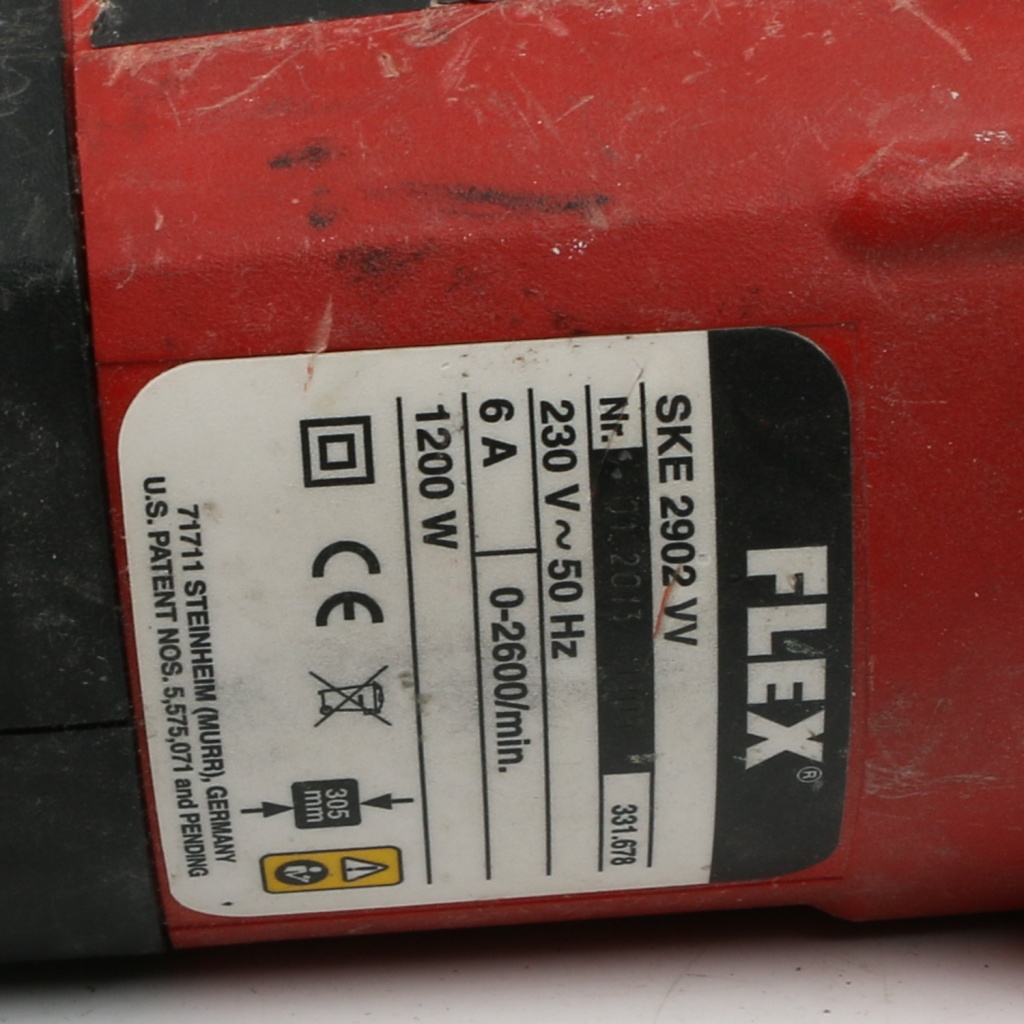 FLEX®
SKE 2902 VV
Nr. 331.678
230 V~50 Hz
6 A 0-2600/min.
1200 W
CE
305
mm
71711 STEINHEIM (MURR), GERMANY
U.S. PATENT NOS. 5,575,071 and PENDING